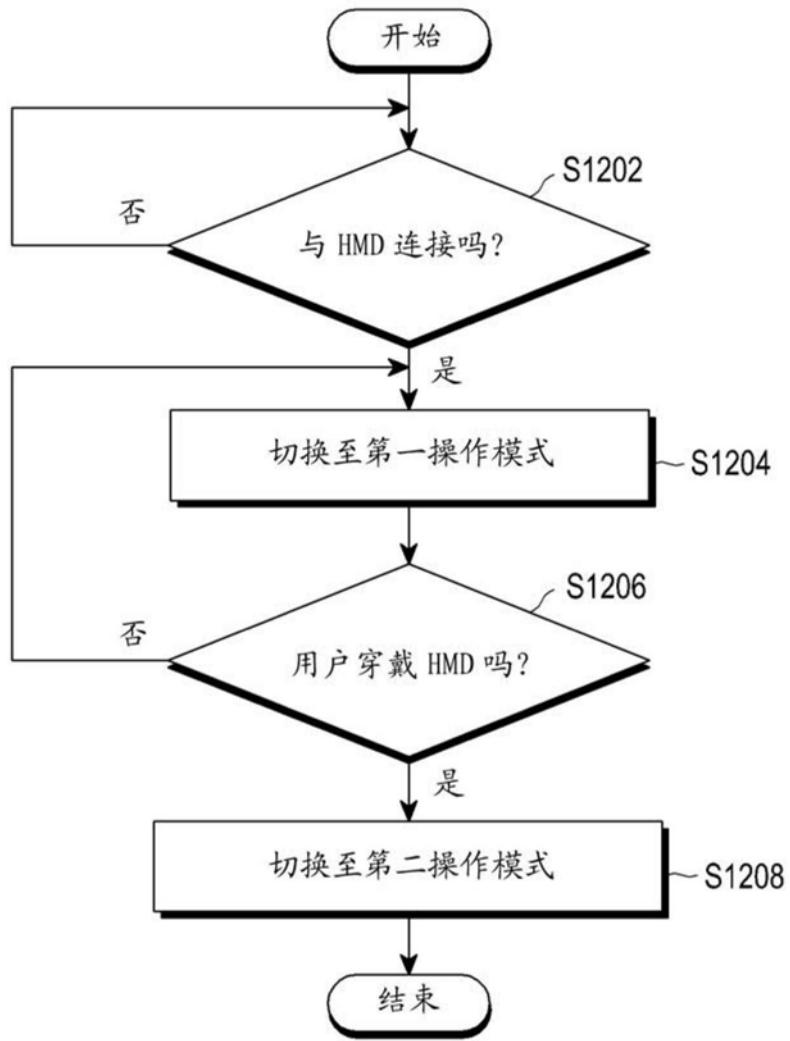 开始
S1202
否
与 HMD 连接吗?
是
切换至第一操作模式
S1204
S1206
否
用户穿戴 HMD 吗?
是
切换至第二操作模式
S1208
结束